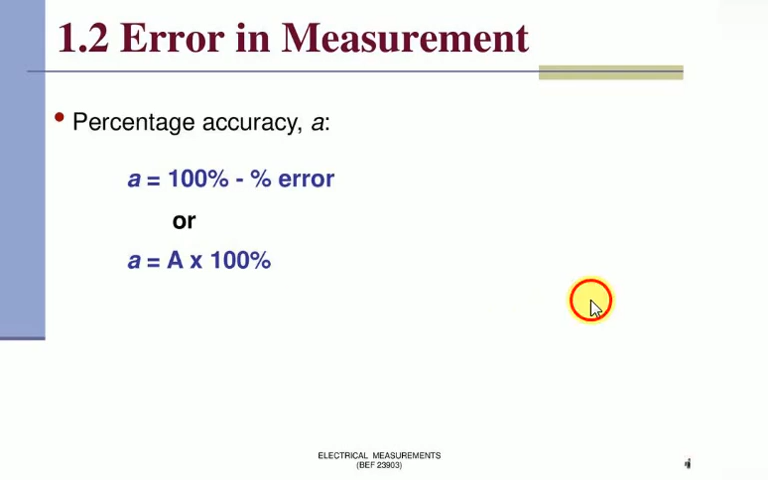 1.2 Error in Measurement
• Percentage accuracy, a:
a = 100% - % error
or
a = A x 100%
ELECTRICAL MEASUREMENTS
(BEF 23903)